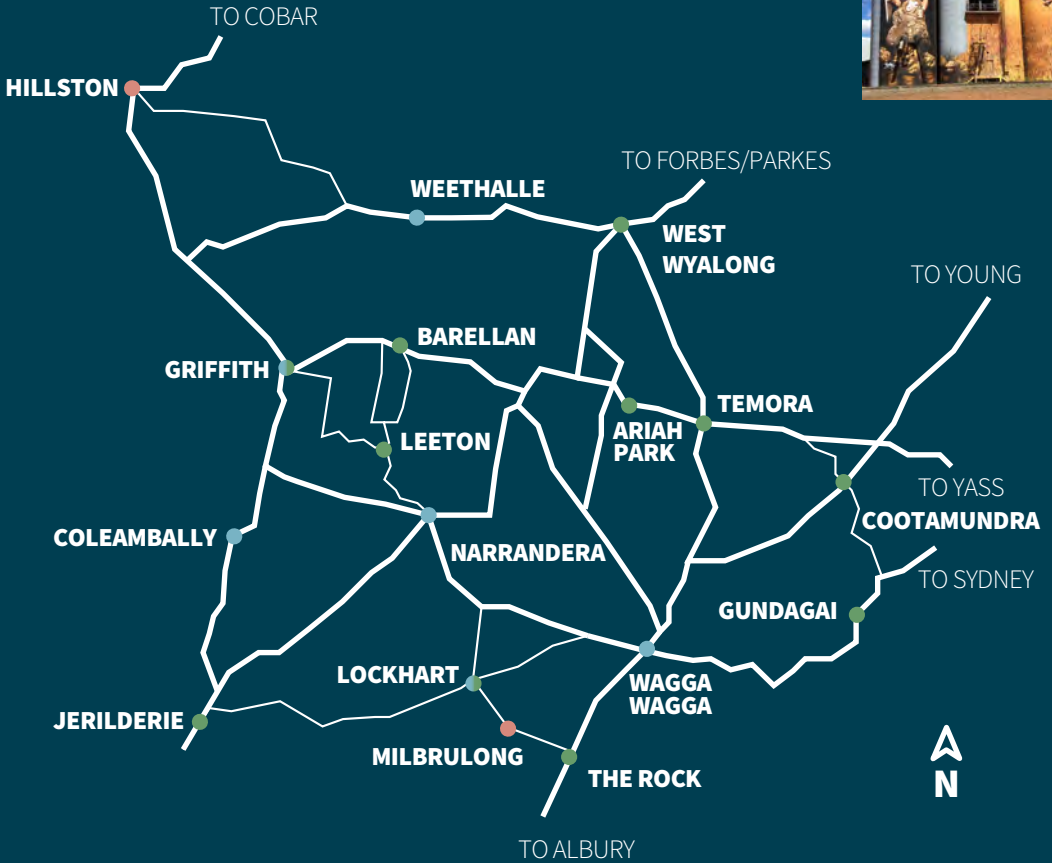 TO COBAR
HILLSTON
TO FORBES/PARKES
WEETHALLE
WEST
WYALONG
TO YOUNG
BARELLAN
GRIFFITH
TEMORA
ARIAH
PARK
LEETON
TO YASS
COOTAMUNDRA
COLEAMBALLY
NARRANDERA
TO SYDNEY
GUNDAGAI
LOCKHART
WAGGA
WAGGA
JERILDERIE
MILBRULONG
THE ROCK
N
TO ALBURY